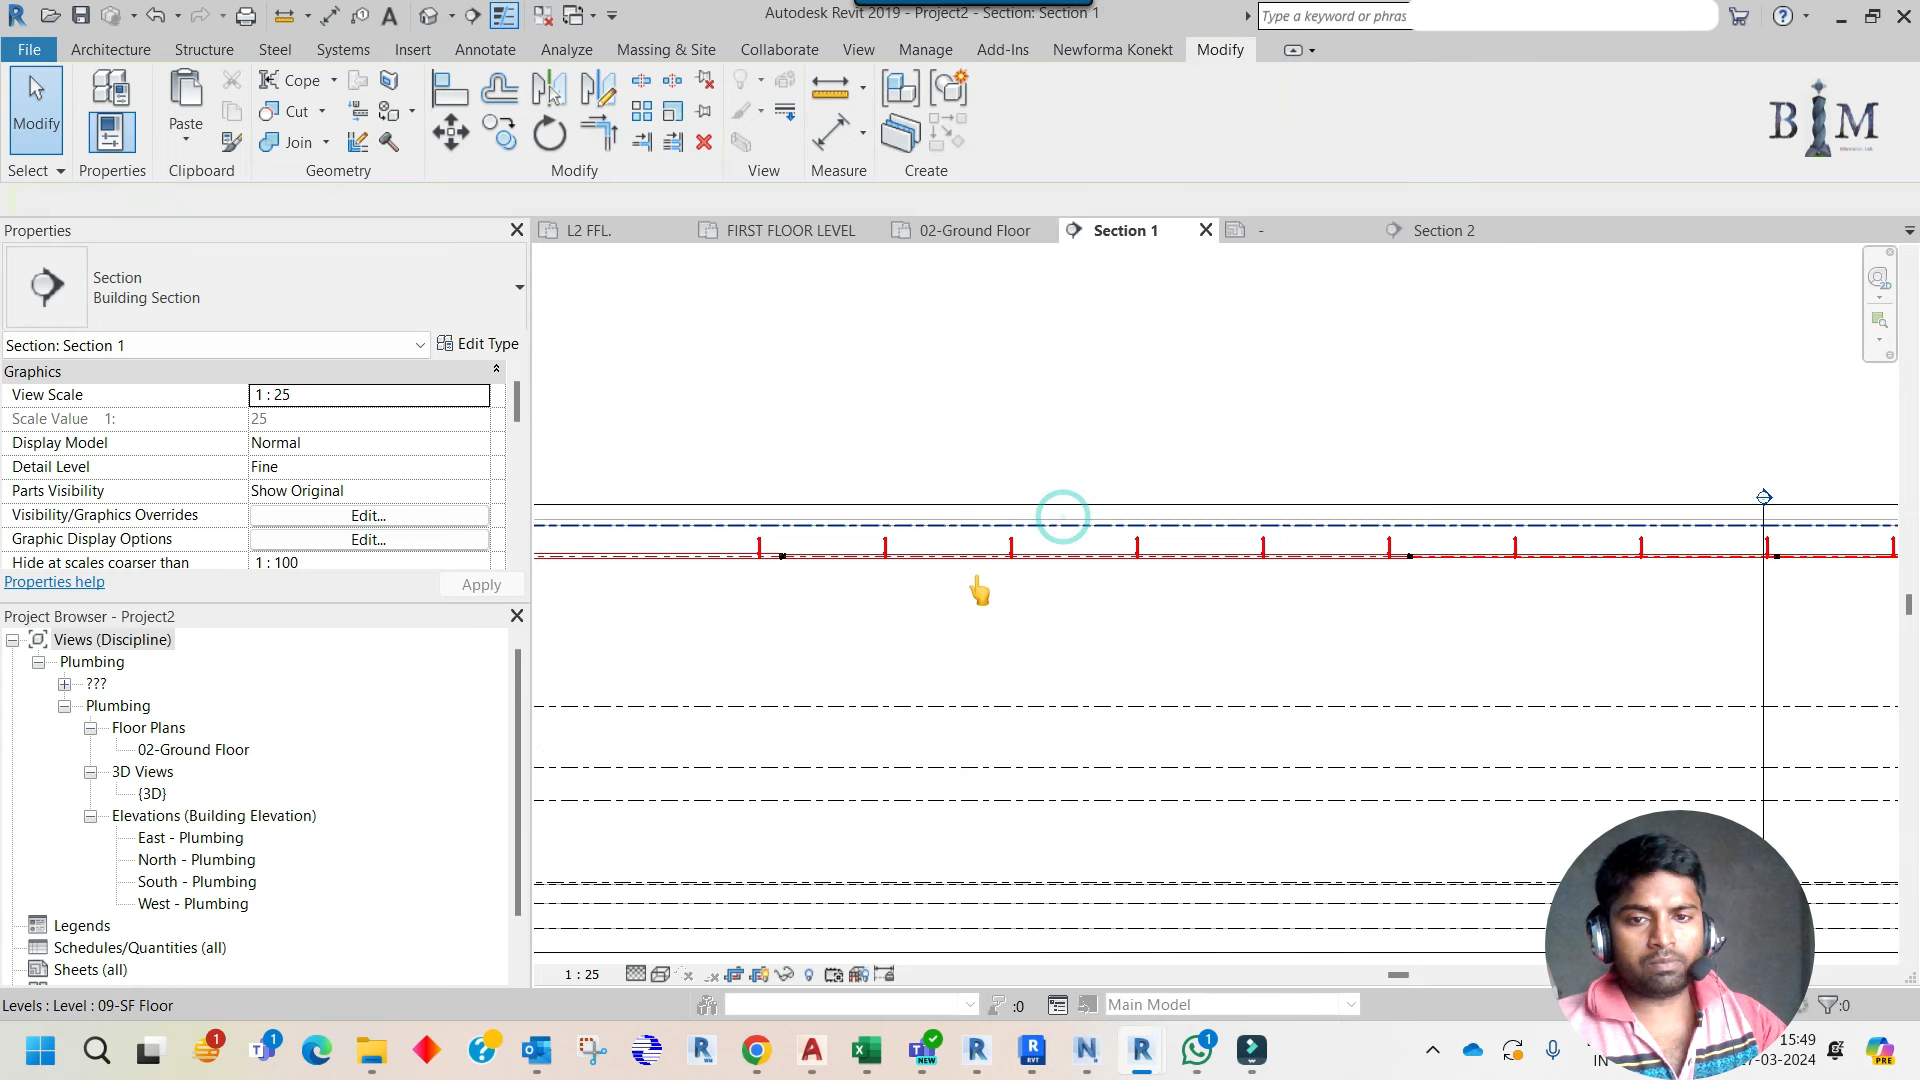 Autodesk Revit 2019 - Project2 - Section: Section 1
Type a keyword or phras
File Architecture Structure Steel Systems Insert Annotate Analyze Massing & Site Collaborate View Manage Add-Ins Newforma Konekt Modify
Modify Paste Cope Cut Join
Select Properties Clipboard Geometry Modify View Measure Create
BIM
Properties
L2 FFL. FIRST FLOOR LEVEL 02-Ground Floor Section 1 - Section 2
Section
Building Section
Section: Section 1 Edit Type
Graphics
View Scale 1 : 25
Scale Value 1: 25
Display Model Normal
Detail Level Fine
Parts Visibility Show Original
Visibility/Graphics Overrides Edit...
Graphic Display Options Edit...
Hide at scales coarser than 1 : 100
Properties help Apply
Project Browser - Project2
Views (Discipline)
Plumbing
???
Plumbing
Floor Plans
02-Ground Floor
3D Views
{3D}
Elevations (Building Elevation)
East - Plumbing
North - Plumbing
South - Plumbing
West - Plumbing
Legends
Schedules/Quantities (all)
Sheets (all)
1 : 25
Levels : Level : 09-SF Floor :0 Main Model :0
15:49
IN 7-03-2024